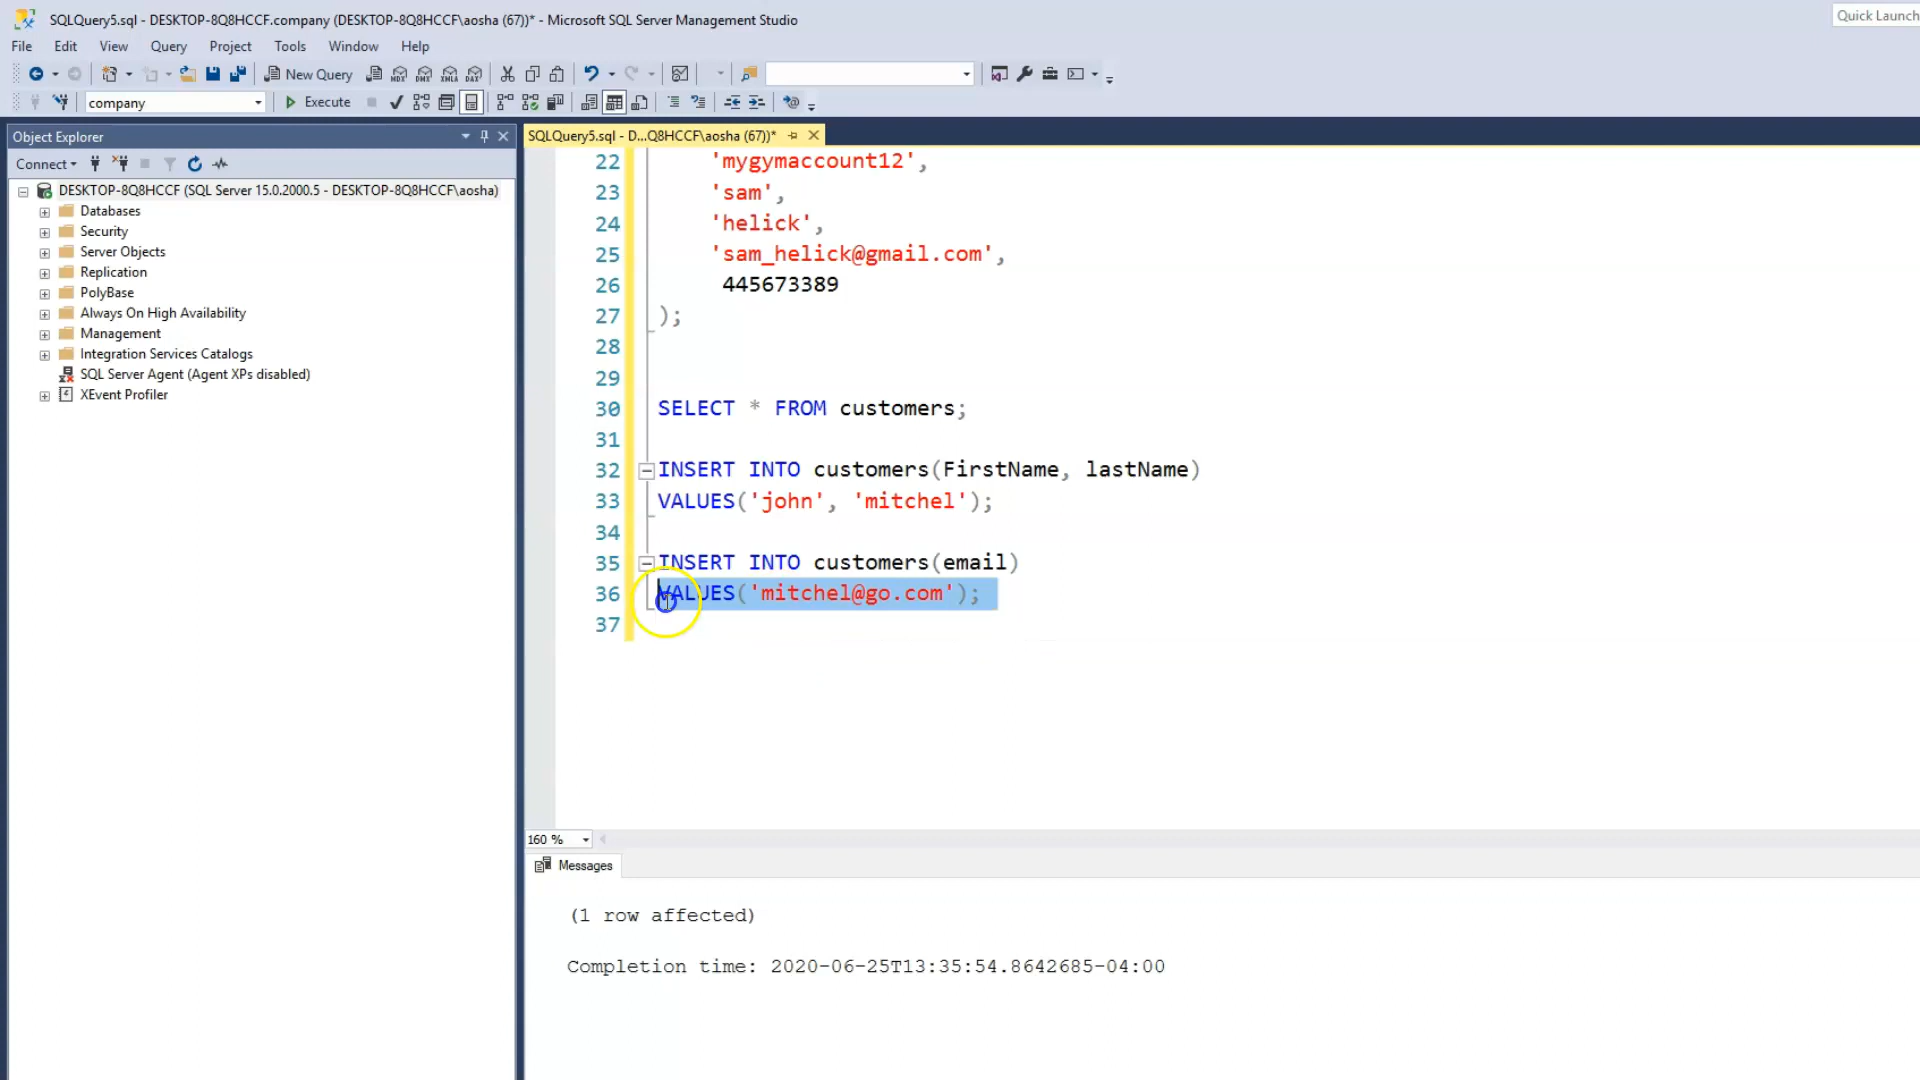 SQLQuery5.sql - DESKTOP-8Q8HCCF.company (DESKTOP-8Q8HCCF\aosha (67))* - Microsoft SQL Server Management Studio
Quick Launch
File Edit View Query Project Tools Window Help
New Query
MDX DMX XMLA DAX
company
Execute
Object Explorer
SQLQuery5.sql - D...Q8HCCF\aosha (67))*
Connect
DESKTOP-8Q8HCCF (SQL Server 15.0.2000.5 - DESKTOP-8Q8HCCF\aosha)
Databases
Security
Server Objects
Replication
PolyBase
Always On High Availability
Management
Integration Services Catalogs
SQL Server Agent (Agent XPs disabled)
XEvent Profiler
22 'mygymaccount12',
23 'sam',
24 'helick',
25 'sam_helick@gmail.com',
26 445673389
27 );
28
29
30 SELECT * FROM customers;
31
32 INSERT INTO customers(FirstName, lastName)
33 VALUES('john', 'mitchel');
34
35 INSERT INTO customers(email)
36 VALUES('mitchel@go.com');
37
160 %
Messages
(1 row affected)
Completion time: 2020-06-25T13:35:54.8642685-04:00